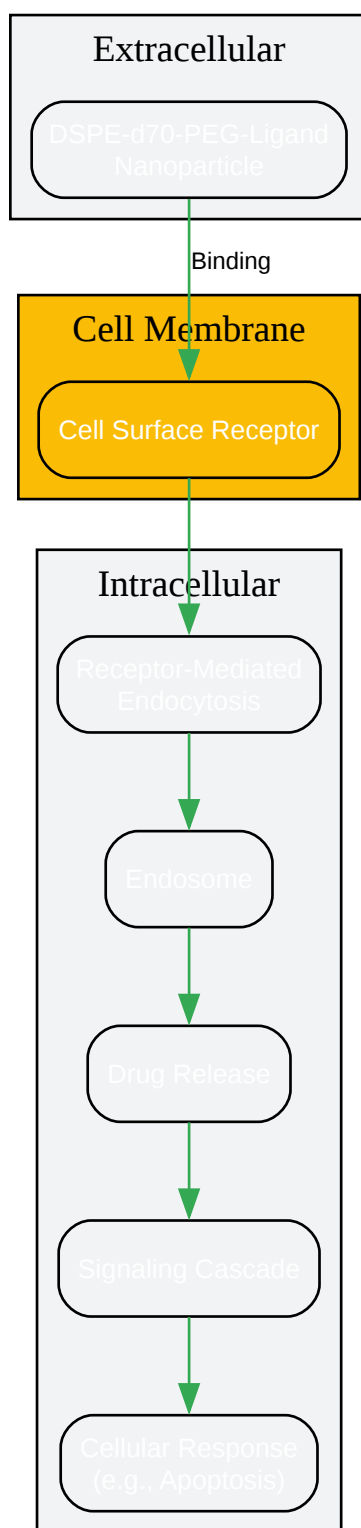 Extracellular
DSPE-d70-PEG-Ligand
Nanoparticle
Binding
Cell Membrane
Cell Surface Receptor
Intracellular
Receptor-Mediated
Endocytosis
Endosome
Drug Release
Signaling Cascade
Cellular Response
(e.g., Apoptosis)